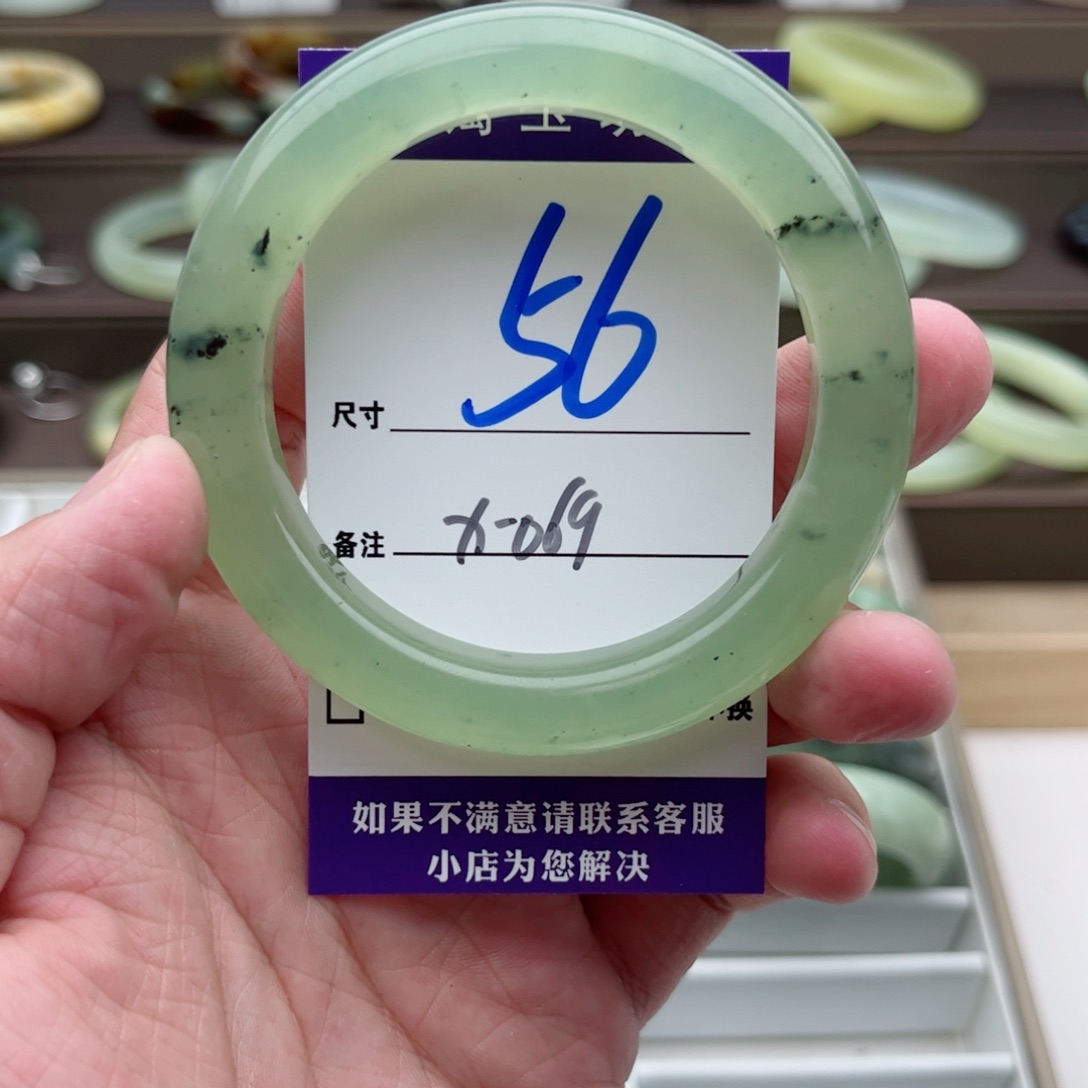 56
尺寸
备注 X-069
换
如果不满意请联系客服
小店为您解决